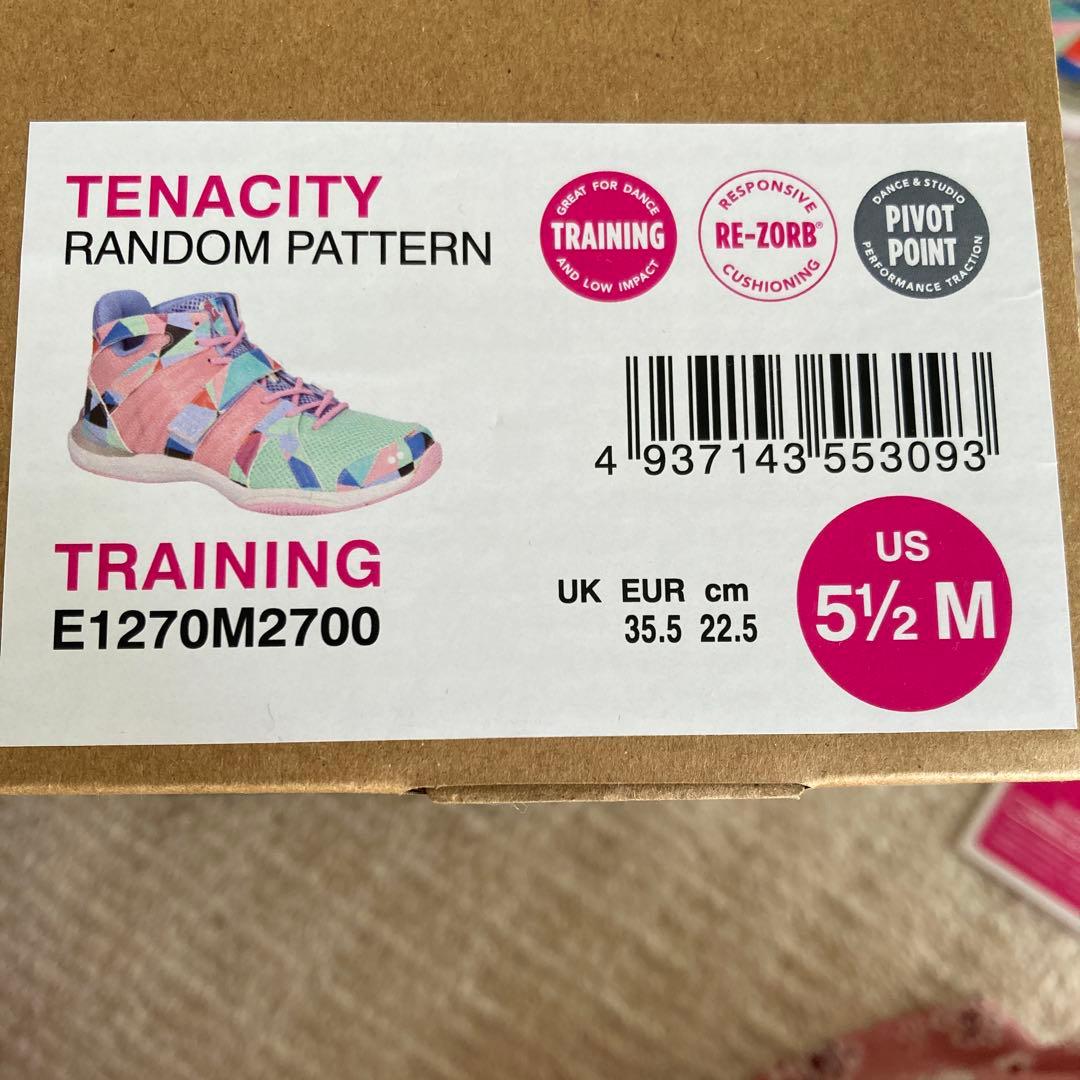 TENACITY
RANDOM PATTERN
GREAT FOR DANCE
TRAINING
AND LOW IMPACT
RESPONSIVE
RE-ZORB®
CUSHIONING
DANCE & STUDIO
PIVOT
POINT
PERFORMANCE TRACTION
4 937143 553093
TRAINING
E1270M2700
UK EUR cm
35.5 22.5
US
5½ M